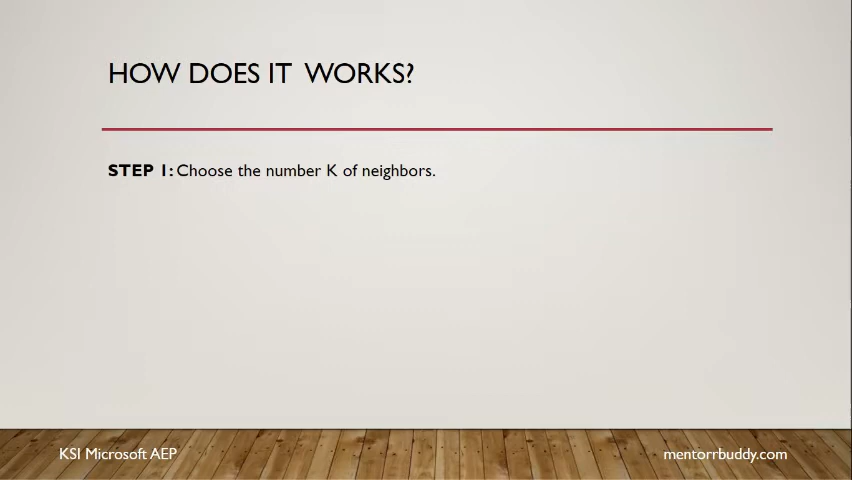 HOW DOES IT  WORKS?
STEP 1: Choose the number K of neighbors.
KSI Microsoft AEP
mentorrbuddy.com